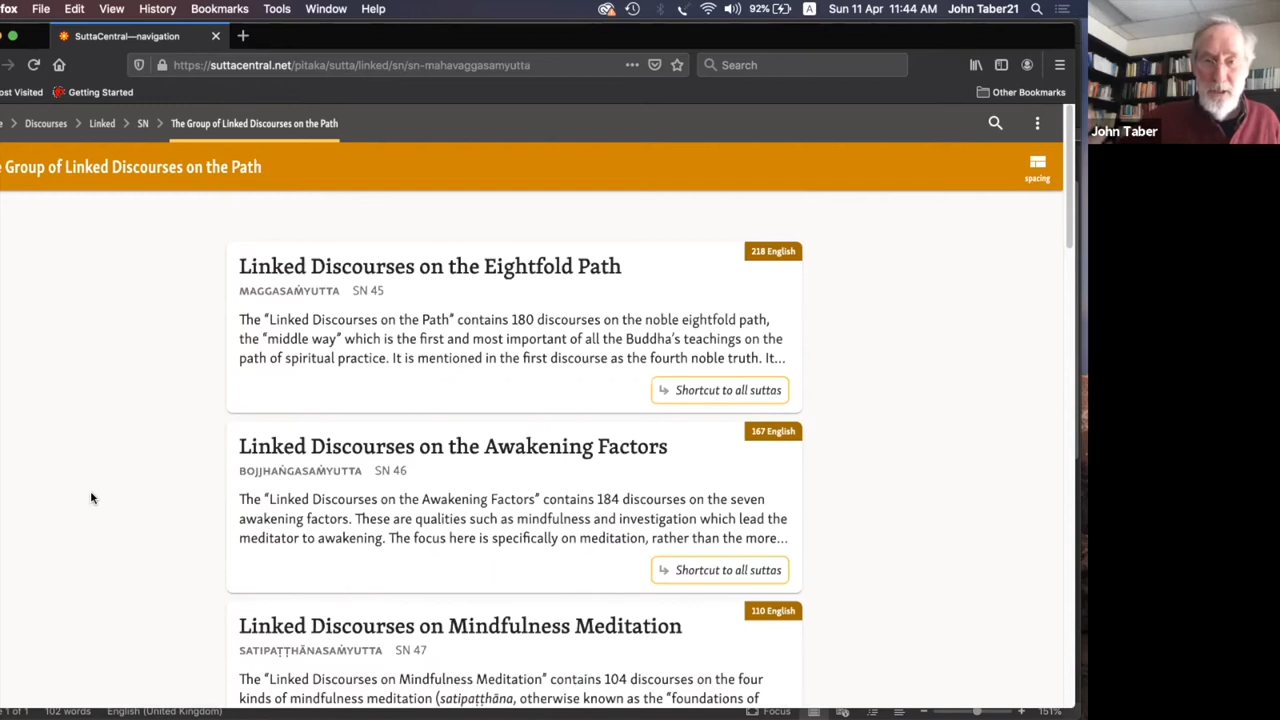 fox File Edit View History Bookmarks Tools Window Help 92% A Sun 11 Apr 11:44 AM John Taber21
SuttaCentral—navigation
https://suttacentral.net/pitaka/sutta/linked/sn/sn-mahavaggasamyutta Search
ost Visited Getting Started Other Bookmarks
e Discourses Linked SN The Group of Linked Discourses on the Path
John Taber
e Group of Linked Discourses on the Path
spacing
218 English
Linked Discourses on the Eightfold Path
MAGGASAṀYUTTA SN 45
The “Linked Discourses on the Path” contains 180 discourses on the noble eightfold path,
the “middle way” which is the first and most important of all the Buddha’s teachings on the
path of spiritual practice. It is mentioned in the first discourse as the fourth noble truth. It...
Shortcut to all suttas
167 English
Linked Discourses on the Awakening Factors
BOJJHAṄGASAṀYUTTA SN 46
The “Linked Discourses on the Awakening Factors” contains 184 discourses on the seven
awakening factors. These are qualities such as mindfulness and investigation which lead the
meditator to awakening. The focus here is specifically on meditation, rather than the more...
Shortcut to all suttas
110 English
Linked Discourses on Mindfulness Meditation
SATIPAṬṬHĀNASAṀYUTTA SN 47
The “Linked Discourses on Mindfulness Meditation” contains 104 discourses on the four
kinds of mindfulness meditation (satipaṭṭhāna, otherwise known as the “foundations of
1 of 1 102 words English (United Kingdom) Focus 151%